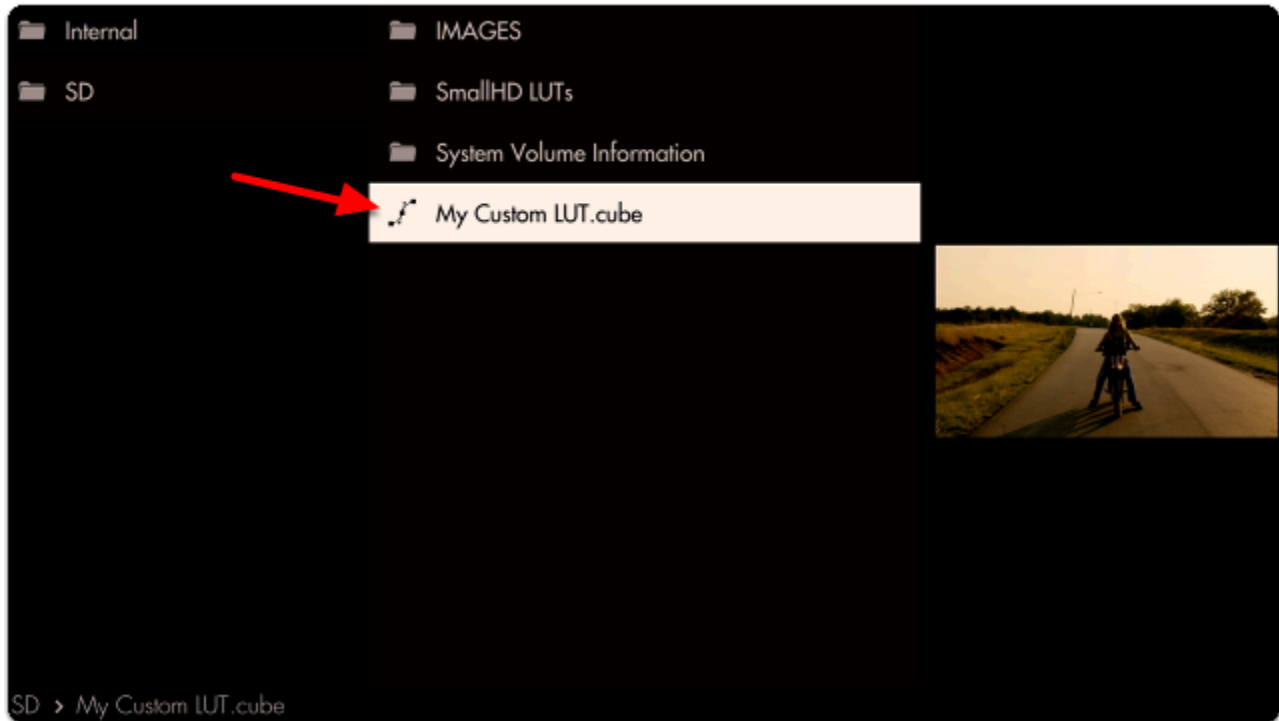 Internal
SD
IMAGES
SmallHD LUTs
System Volume Information
My Custom LUT.cube
SD > My Custom LUT.cube